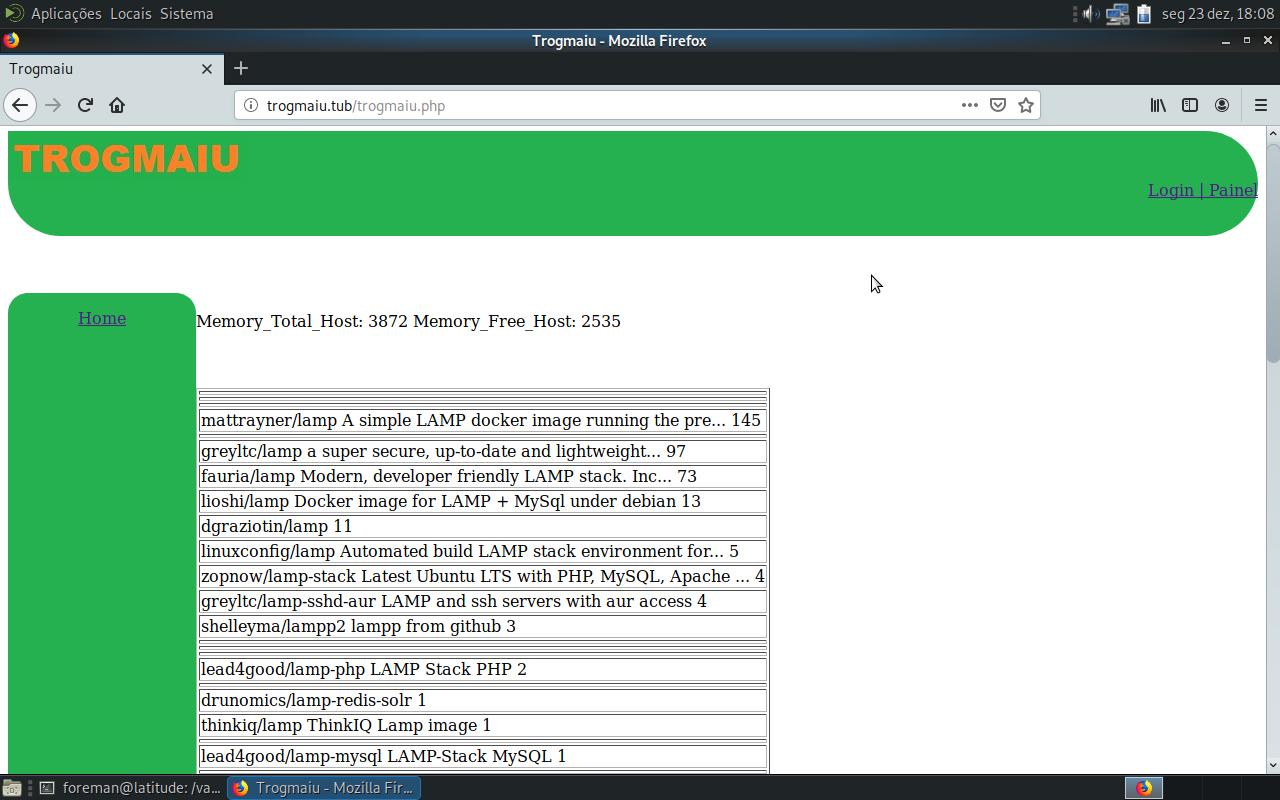 Aplicações Locais Sistema seg 23 dez, 18:08
Trogmaiu - Mozilla Firefox
Trogmaiu
trogmaiu.tub/trogmaiu.php
TROGMAIU
Login | Painel
Home
Memory_Total_Host: 3872 Memory_Free_Host: 2535
mattrayner/lamp A simple LAMP docker image running the pre... 145
greyltc/lamp a super secure, up-to-date and lightweight... 97
fauria/lamp Modern, developer friendly LAMP stack. Inc... 73
lioshi/lamp Docker image for LAMP + MySql under debian 13
dgraziotin/lamp 11
linuxconfig/lamp Automated build LAMP stack environment for... 5
zopnow/lamp-stack Latest Ubuntu LTS with PHP, MySQL, Apache ... 4
greyltc/lamp-sshd-aur LAMP and ssh servers with aur access 4
shelleyma/lampp2 lampp from github 3
lead4good/lamp-php LAMP Stack PHP 2
drunomics/lamp-redis-solr 1
thinkiq/lamp ThinkIQ Lamp image 1
lead4good/lamp-mysql LAMP-Stack MySQL 1
foreman@latitude: /va... Trogmaiu - Mozilla Fir...